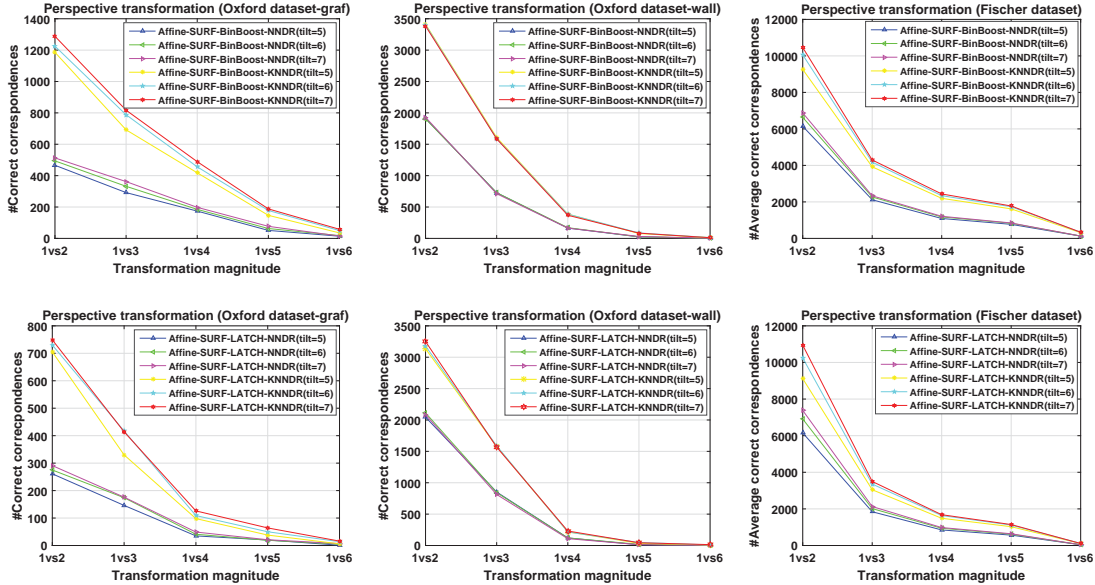 Perspective transformation (Oxford dataset-graf)
#Correct correspondences
1400
1200
1000
800
600
400
200
0
Affine-SURF-BinBoost-NNDR(tilt=5)
Affine-SURF-BinBoost-NNDR(tilt=6)
Affine-SURF-BinBoost-NNDR(tilt=7)
Affine-SURF-BinBoost-KNNDR(tilt=5)
Affine-SURF-BinBoost-KNNDR(tilt=6)
Affine-SURF-BinBoost-KNNDR(tilt=7)
1vs2 1vs3 1vs4 1vs5 1vs6
Transformation magnitude
Perspective transformation (Oxford dataset-wall)
#Correct correspondences
3500
3000
2500
2000
1500
1000
500
0
Affine-SURF-BinBoost-NNDR(tilt=5)
Affine-SURF-BinBoost-NNDR(tilt=6)
Affine-SURF-BinBoost-NNDR(tilt=7)
Affine-SURF-BinBoost-KNNDR(tilt=5)
Affine-SURF-BinBoost-KNNDR(tilt=6)
Affine-SURF-BinBoost-KNNDR(tilt=7)
1vs2 1vs3 1vs4 1vs5 1vs6
Transformation magnitude
Perspective transformation (Fischer dataset)
#Average correct correspondences
12000
10000
8000
6000
4000
2000
0
Affine-SURF-BinBoost-NNDR(tilt=5)
Affine-SURF-BinBoost-NNDR(tilt=6)
Affine-SURF-BinBoost-NNDR(tilt=7)
Affine-SURF-BinBoost-KNNDR(tilt=5)
Affine-SURF-BinBoost-KNNDR(tilt=6)
Affine-SURF-BinBoost-KNNDR(tilt=7)
1vs2 1vs3 1vs4 1vs5 1vs6
Transformation magnitude
Perspective transformation (Oxford dataset-graf)
#Correct correcpondences
800
700
600
500
400
300
200
100
0
Affine-SURF-LATCH-NNDR(tilt=5)
Affine-SURF-LATCH-NNDR(tilt=6)
Affine-SURF-LATCH-NNDR(tilt=7)
Affine-SURF-LATCH-KNNDR(tilt=5)
Affine-SURF-LATCH-KNNDR(tilt=6)
Affine-SURF-LATCH-KNNDR(tilt=7)
1vs2 1vs3 1vs4 1vs5 1vs6
Transformation magnitude
Perspective transformation (Oxford dataset-wall)
#Correct correspondences
3500
3000
2500
2000
1500
1000
500
0
Affine-SURF-LATCH-NNDR(tilt=5)
Affine-SURF-LATCH-NNDR(tilt=6)
Affine-SURF-LATCH-NNDR(tilt=7)
Affine-SURF-LATCH-KNNDR(tilt=5)
Affine-SURF-LATCH-KNNDR(tilt=6)
Affine-SURF-LATCH-KNNDR(tilt=7)
1vs2 1vs3 1vs4 1vs5 1vs6
Transformation magnitude
Perspective transformation (Fischer dataset)
#Average correct correspondences
12000
10000
8000
6000
4000
2000
0
Affine-SURF-LATCH-NNDR(tilt=5)
Affine-SURF-LATCH-NNDR(tilt=6)
Affine-SURF-LATCH-NNDR(tilt=7)
Affine-SURF-LATCH-KNNDR(tilt=5)
Affine-SURF-LATCH-KNNDR(tilt=6)
Affine-SURF-LATCH-KNNDR(tilt=7)
1vs2 1vs3 1vs4 1vs5 1vs6
Transformation magnitude